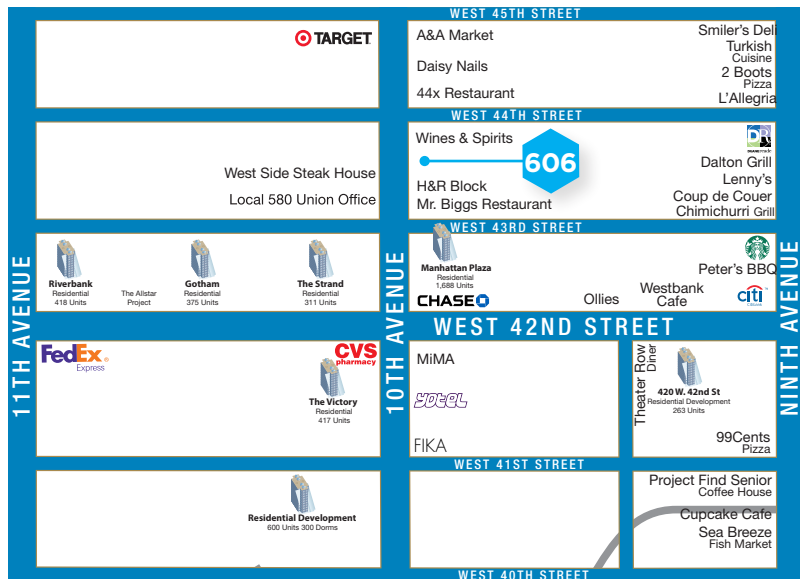 WEST 45TH STREET
TARGET
A&A Market
Daisy Nails
44x Restaurant
Smiler's Deli
Turkish
Cuisine
2 Boots
Pizza
L'Allegria
WEST 44TH STREET
West Side Steak House
Local 580 Union Office
Wines & Spirits
606
H&R Block
Mr. Biggs Restaurant
DR
DUANEreade
Dalton Grill
Lenny's
Coup de Couer
Chimichurri Grill
WEST 43RD STREET
11TH AVENUE
10TH AVENUE
NINTH AVENUE
Riverbank
Residential
418 Units
The Allstar
Project
Gotham
Residential
375 Units
The Strand
Residential
311 Units
Manhattan Plaza
Residential
1,688 Units
CHASE
Ollies
Westbank
Cafe
Peter's BBQ
citi
WEST 42ND STREET
FedEx
Express
CVS
pharmacy
The Victory
Residential
417 Units
MiMA
YOTEL
FIKA
Theater Row
Diner
420 W. 42nd St
Residential Development
263 Units
99Cents
Pizza
WEST 41ST STREET
Residential Development
600 Units 300 Dorms
Project Find Senior
Coffee House
Cupcake Cafe
Sea Breeze
Fish Market
WEST 40TH STREET